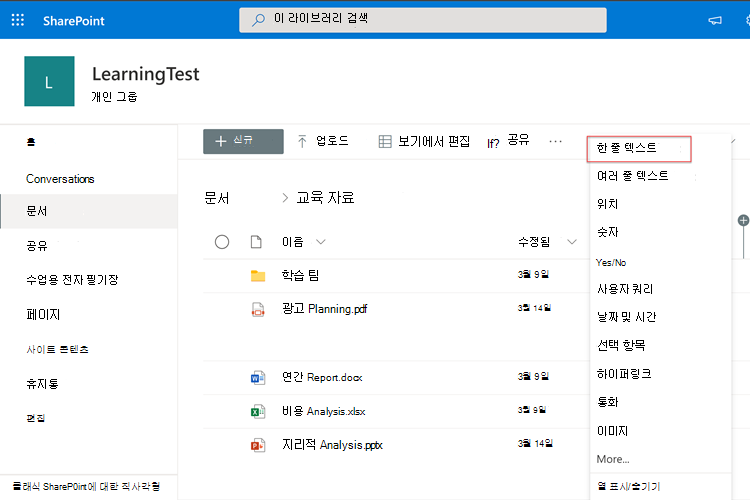 SharePoint
이 라이브러리 검색
L
LearningTest
개인 그룹
홈
Conversations
문서
공유
수업용 전자 필기장
페이지
사이트 콘텐츠
휴지통
편집
클래식 SharePoint에 대한 직사각형
+ 신규
업로드
보기에서 편집
If? 공유
...
문서 > 교육 자료
이름
수정됨
학습 팀
3월 9일
광고 Planning.pdf
3월 14일
연간 Report.docx
3월 9일
비용 Analysis.xlsx
3월 9일
지리적 Analysis.pptx
3월 14일
한 줄 텍스트
여러 줄 텍스트
위치
숫자
Yes/No
사용자 쿼리
날짜 및 시간
선택 항목
하이퍼링크
통화
이미지
More...
열 표시/숨기기